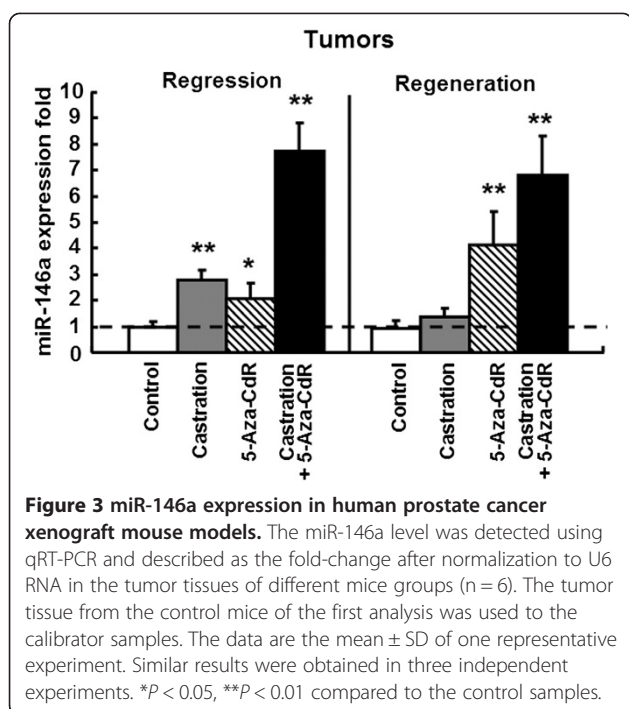 Tumors
Regression
Regeneration
miR-146a expression fold
10
9
8
7
6
5
4
3
2
1
0
**
*
**
**
**
Control
Castration
5-Aza-CdR
Castration
+ 5-Aza-CdR
Control
Castration
5-Aza-CdR
Castration
+ 5-Aza-CdR
Figure 3 miR-146a expression in human prostate cancer
xenograft mouse models. The miR-146a level was detected using
qRT-PCR and described as the fold-change after normalization to U6
RNA in the tumor tissues of different mice groups (n = 6). The tumor
tissue from the control mice of the first analysis was used to the
calibrator samples. The data are the mean ± SD of one representative
experiment. Similar results were obtained in three independent
experiments. *P < 0.05, **P < 0.01 compared to the control samples.